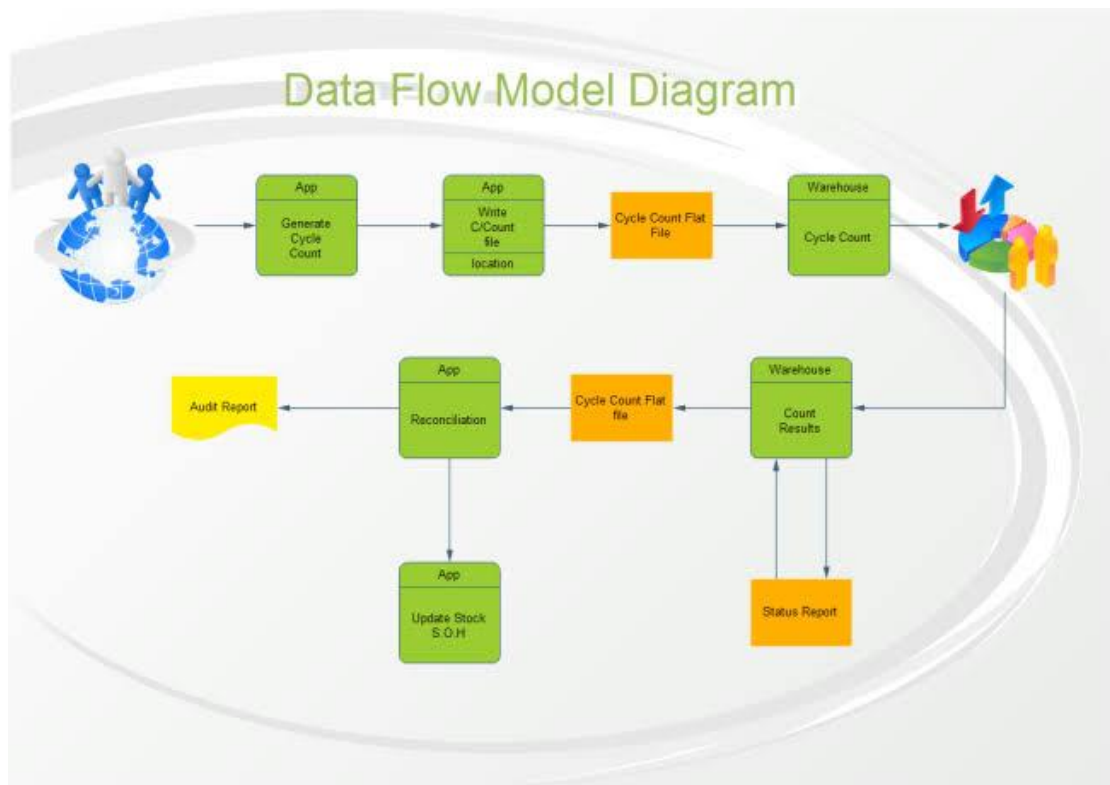 Data Flow Model Diagram
App
Generate
Cycle
Count
App
Write
C/Count
file
location
Cycle Count Flat
File
Warehouse
Cycle Count
Audit Report
App
Reconciliation
Cycle Count Flat
file
Warehouse
Count
Results
App
Update Stock
S.O.H
Status Report